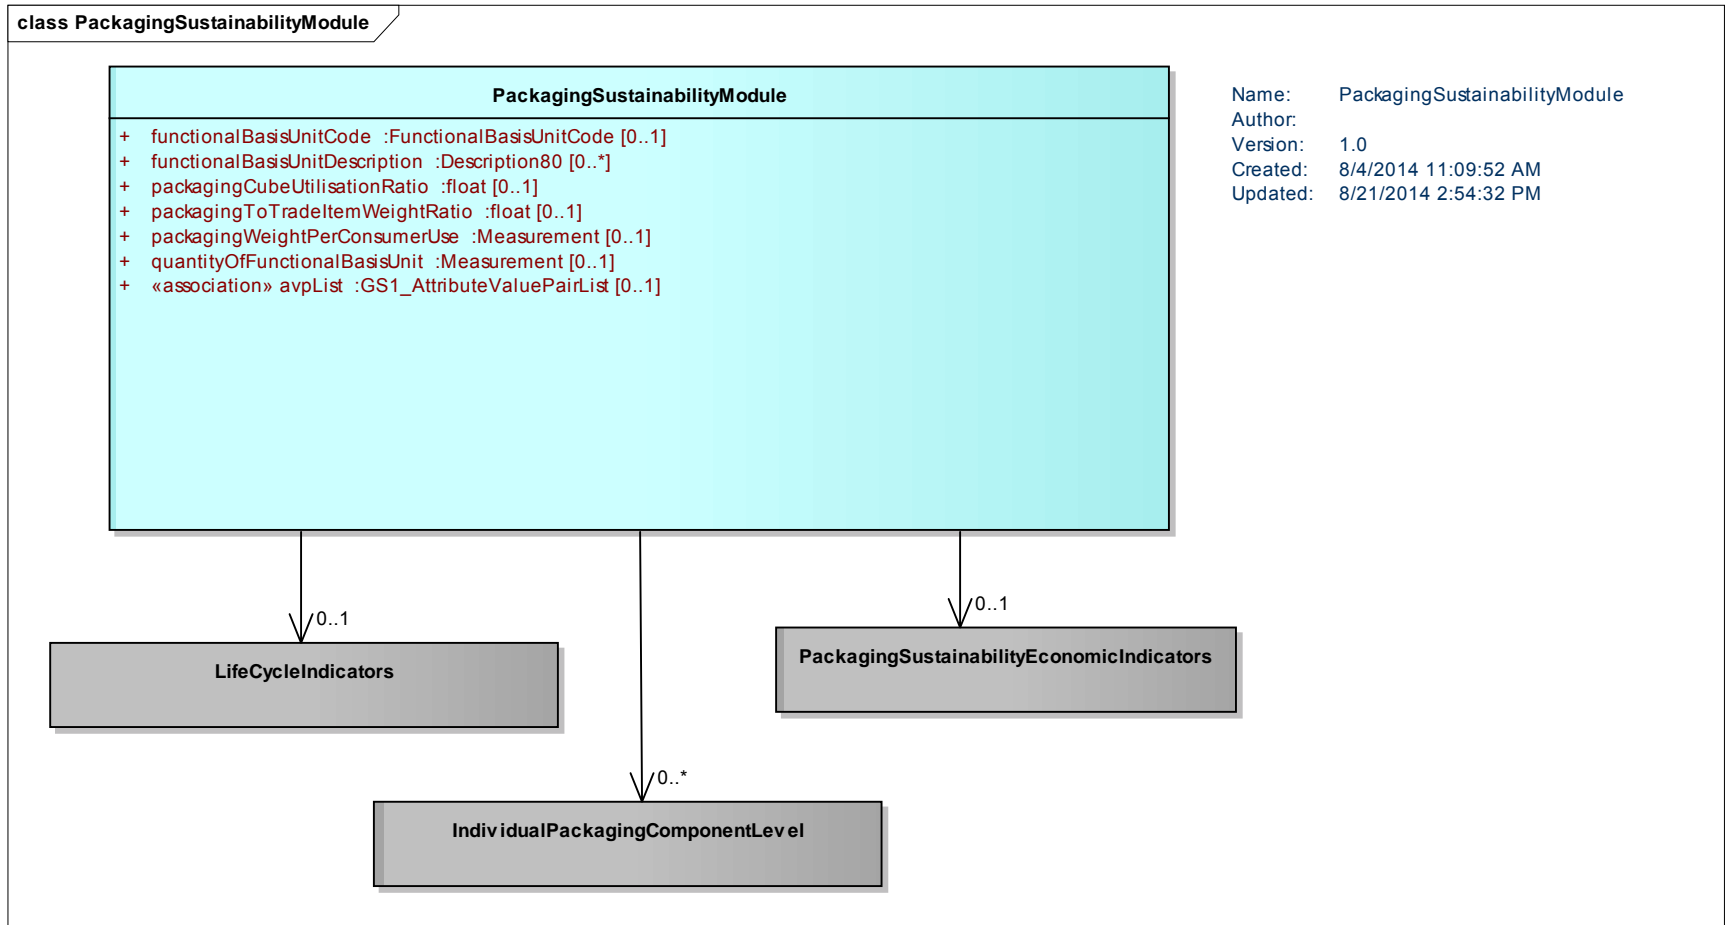 class PackagingSustainabilityModule
PackagingSustainabilityModule
+ functionalBasisUnitCode :FunctionalBasisUnitCode [0..1]
+ functionalBasisUnitDescription :Description80 [0..*]
+ packagingCubeUtilisationRatio :float [0..1]
+ packagingToTradeItemWeightRatio :float [0..1]
+ packagingWeightPerConsumerUse :Measurement [0..1]
+ quantityOfFunctionalBasisUnit :Measurement [0..1]
+ «association» avpList :GS1_AttributeValuePairList [0..1]
Name: PackagingSustainabilityModule
Author:
Version: 1.0
Created: 8/4/2014 11:09:52 AM
Updated: 8/21/2014 2:54:32 PM
0..1
0..1
LifeCycleIndicators
PackagingSustainabilityEconomicIndicators
0..*
IndividualPackagingComponentLevel